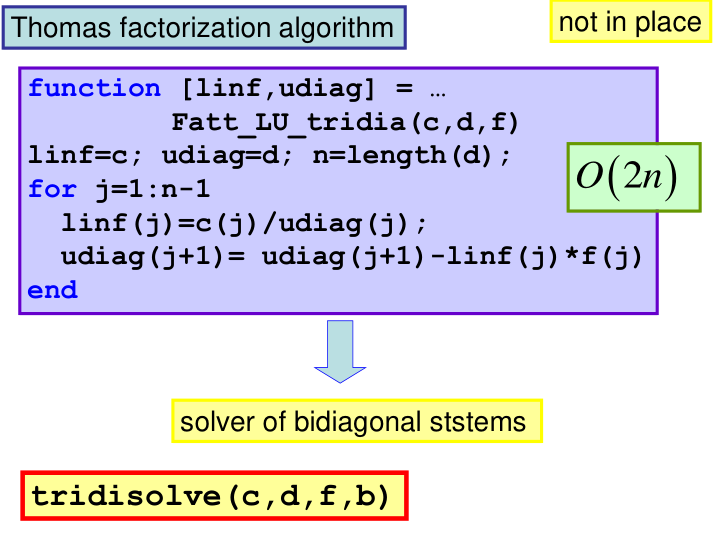 Thomas factorization algorithm
not in place
function [linf,udiag] = …
Fatt_LU_tridia(c,d,f)
linf=c; udiag=d; n=length(d);
for j=1:n-1
linf(j)=c(j)/udiag(j);
udiag(j+1)= udiag(j+1)-linf(j)*f(j)
end
O(2n)
solver of bidiagonal ststems
tridisolve(c,d,f,b)